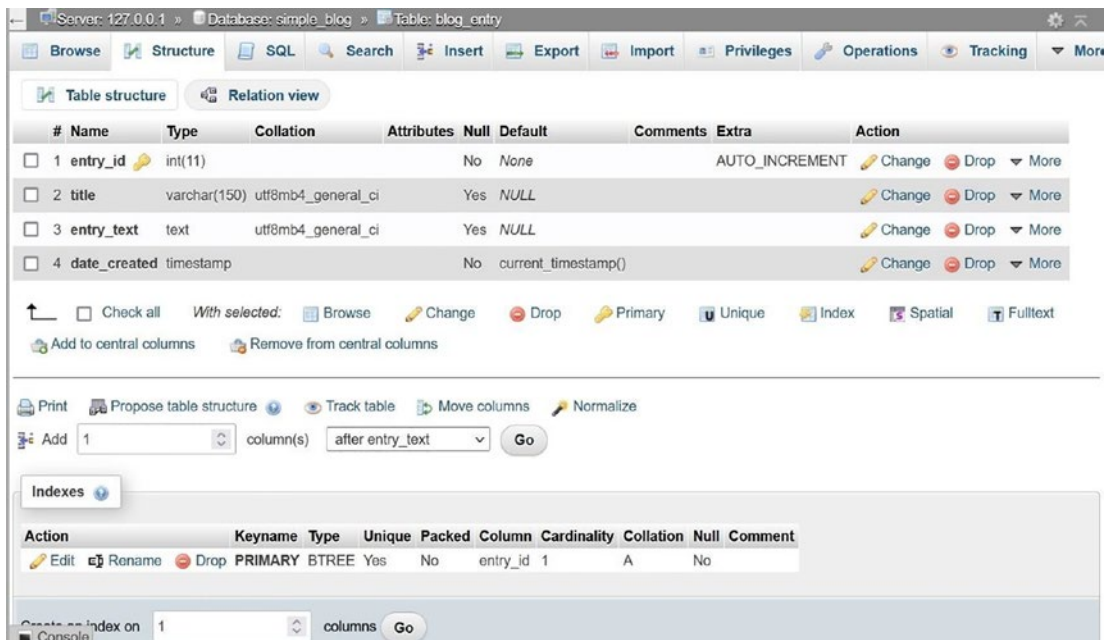 Server: 127.0.0.1 » Database: simple_blog » Table: blog_entry
Browse Structure SQL Search Insert Export Import Privileges Operations Tracking More
Table structure Relation view
# Name Type Collation Attributes Null Default Comments Extra Action
1 entry_id int(11) No None AUTO_INCREMENT Change Drop More
2 title varchar(150) utf8mb4_general_ci Yes NULL Change Drop More
3 entry_text text utf8mb4_general_ci Yes NULL Change Drop More
4 date_created timestamp No current_timestamp() Change Drop More
Check all With selected: Browse Change Drop Primary U Unique Index S Spatial T Fulltext
Add to central columns Remove from central columns
Print Propose table structure Track table Move columns Normalize
Add 1 column(s) after entry_text Go
Indexes
Action Keyname Type Unique Packed Column Cardinality Collation Null Comment
Edit Rename Drop PRIMARY BTREE Yes No entry_id 1 A No
Create an index on 1 columns Go
Console